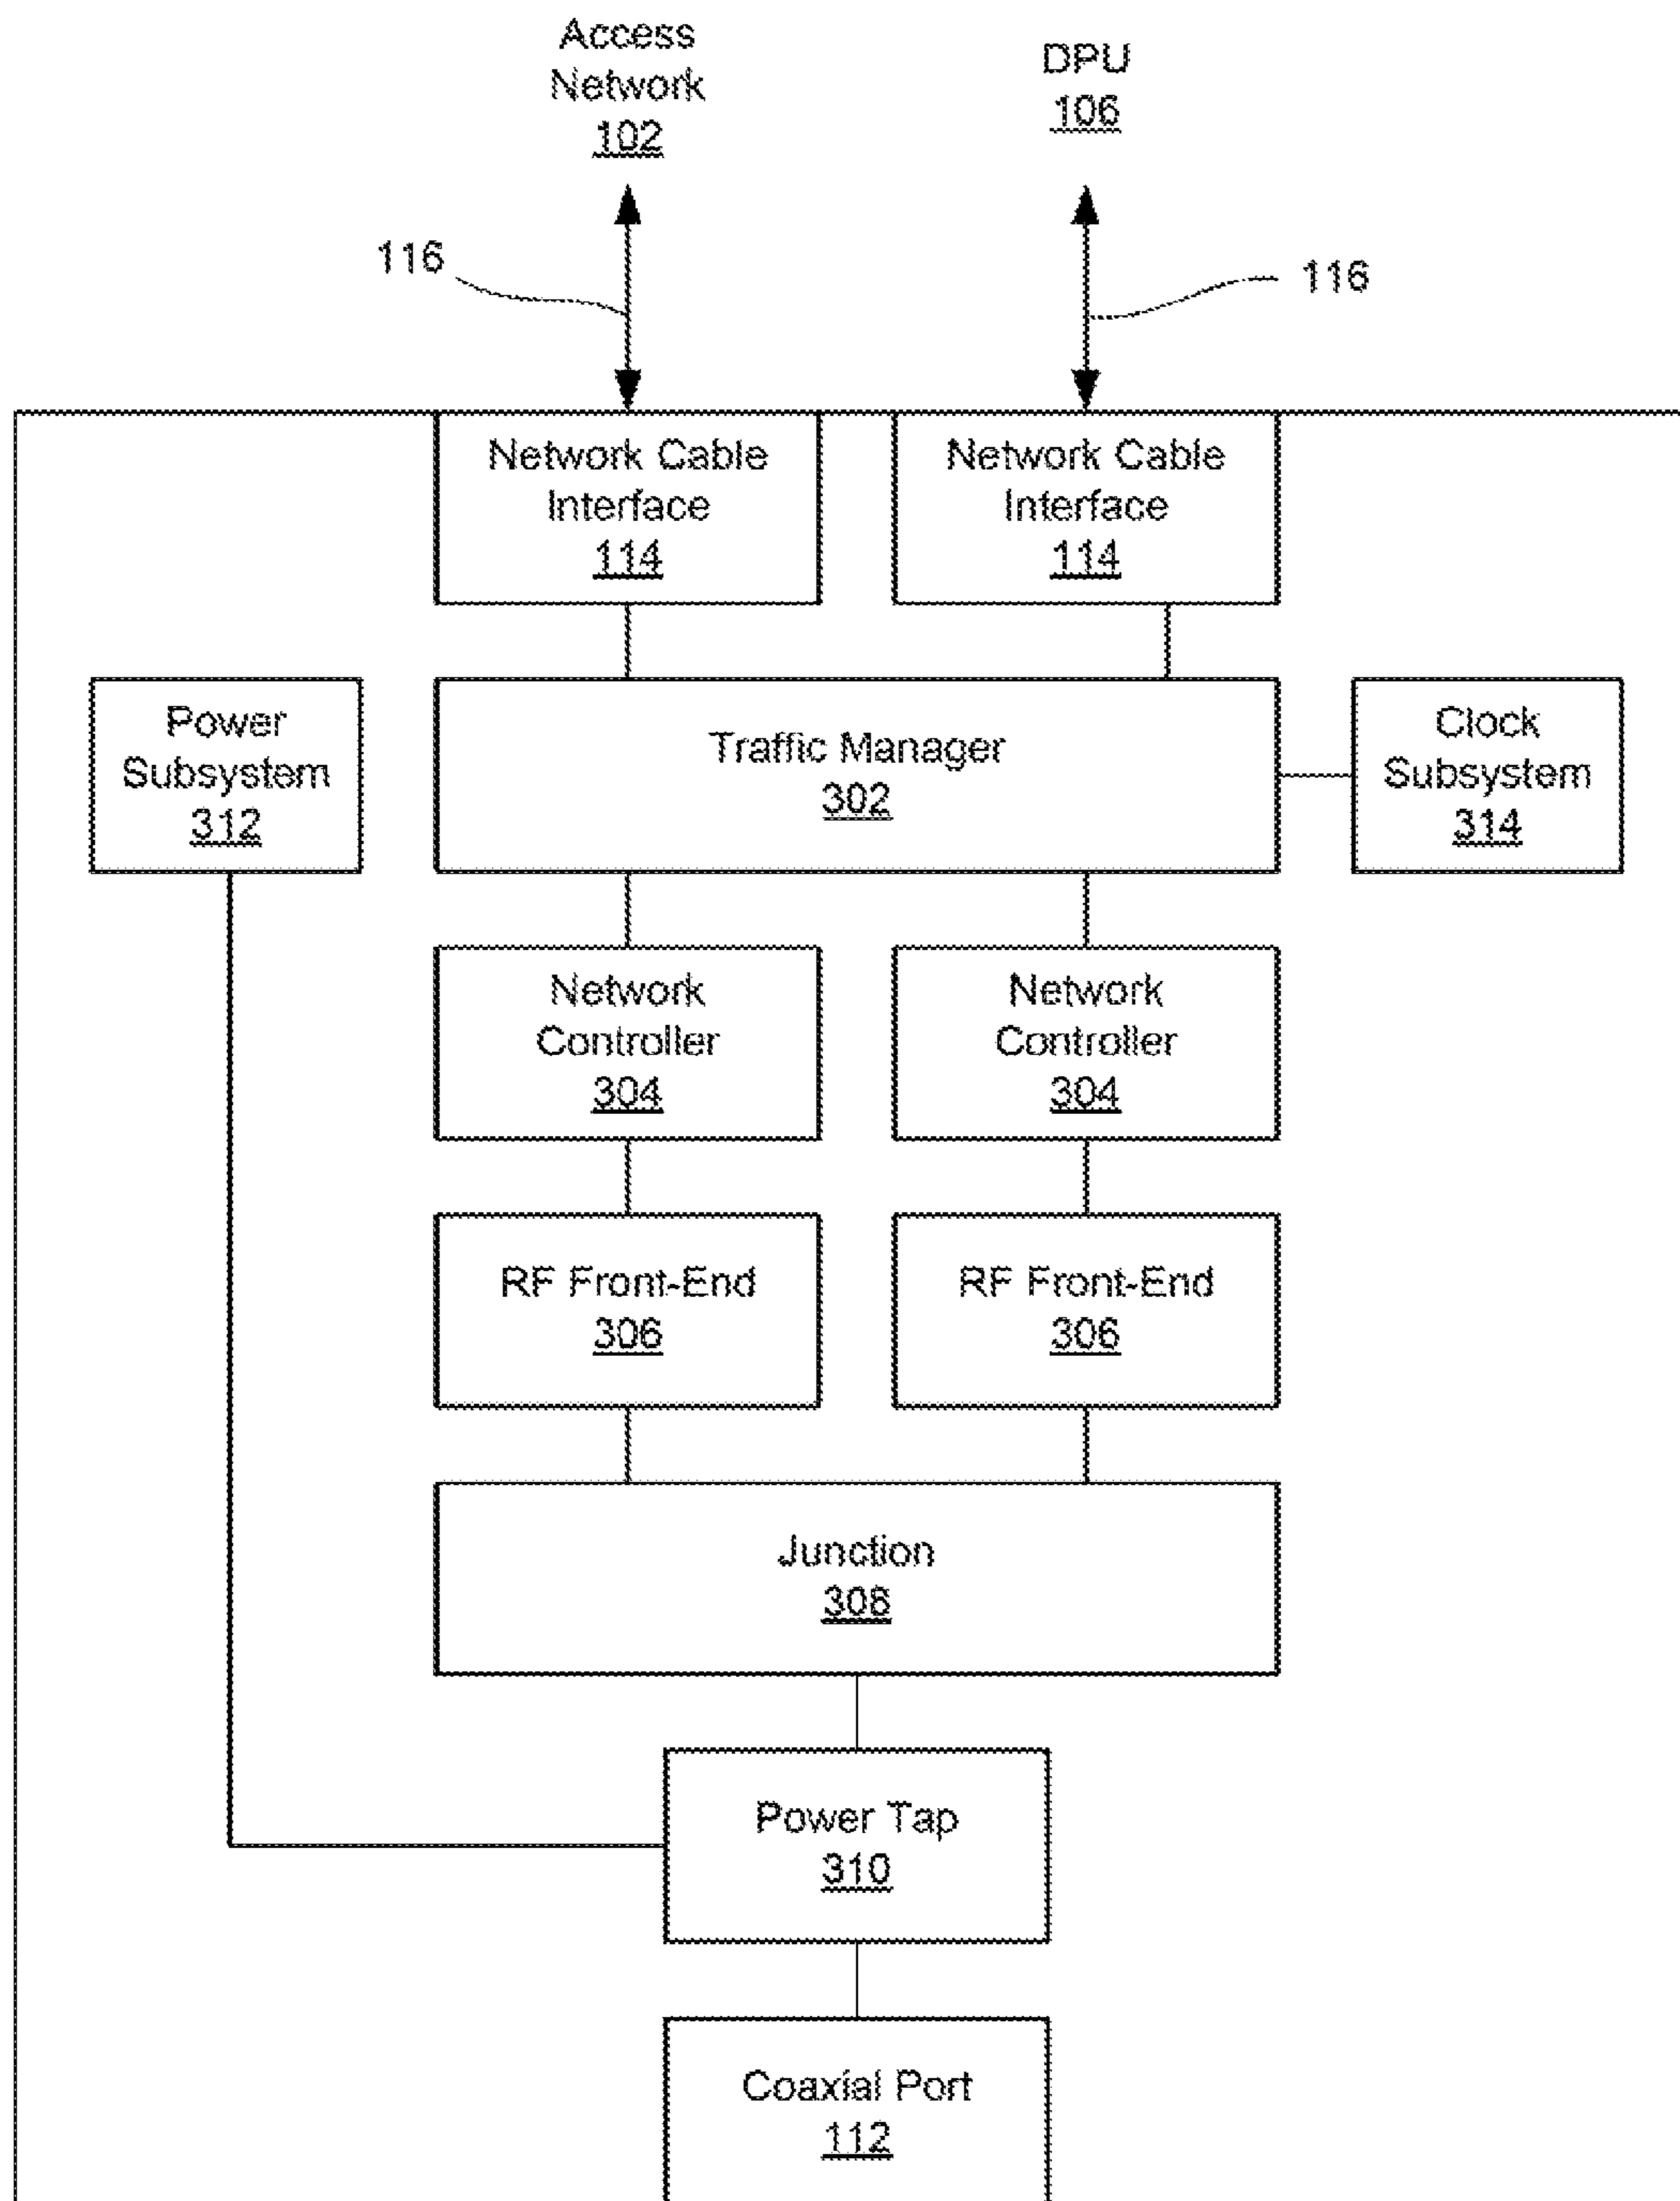 Access
Network
102
DPU
106
116
116
Network Cable
Interface
114
Network Cable
Interface
114
Power
Subsystem
312
Traffic Manager
302
Clock
Subsystem
314
Network
Controller
304
Network
Controller
304
RF Front-End
306
RF Front-End
306
Junction
308
Power Tap
310
Coaxial Port
112